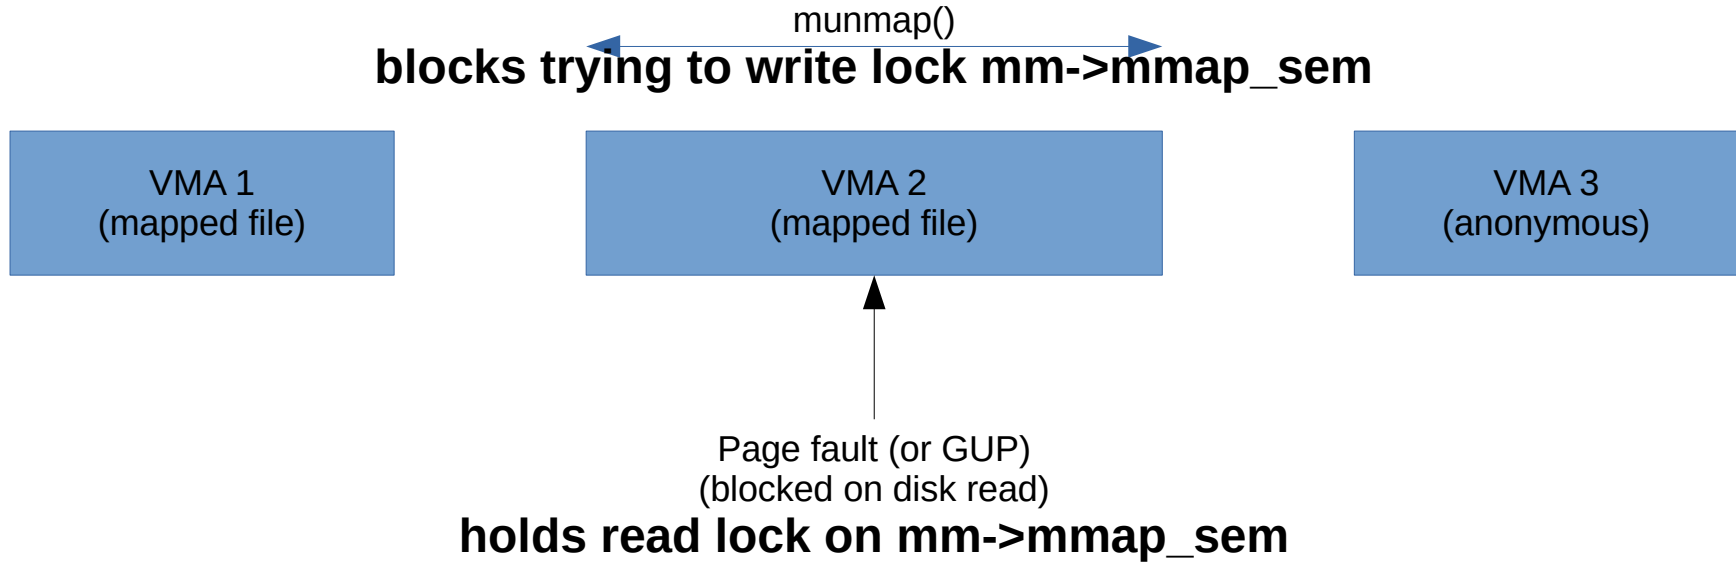 munmap()
blocks trying to write lock mm->mmap_sem
VMA 1
(mapped file)
VMA 2
(mapped file)
VMA 3
(anonymous)
Page fault (or GUP)
(blocked on disk read)
holds read lock on mm->mmap_sem